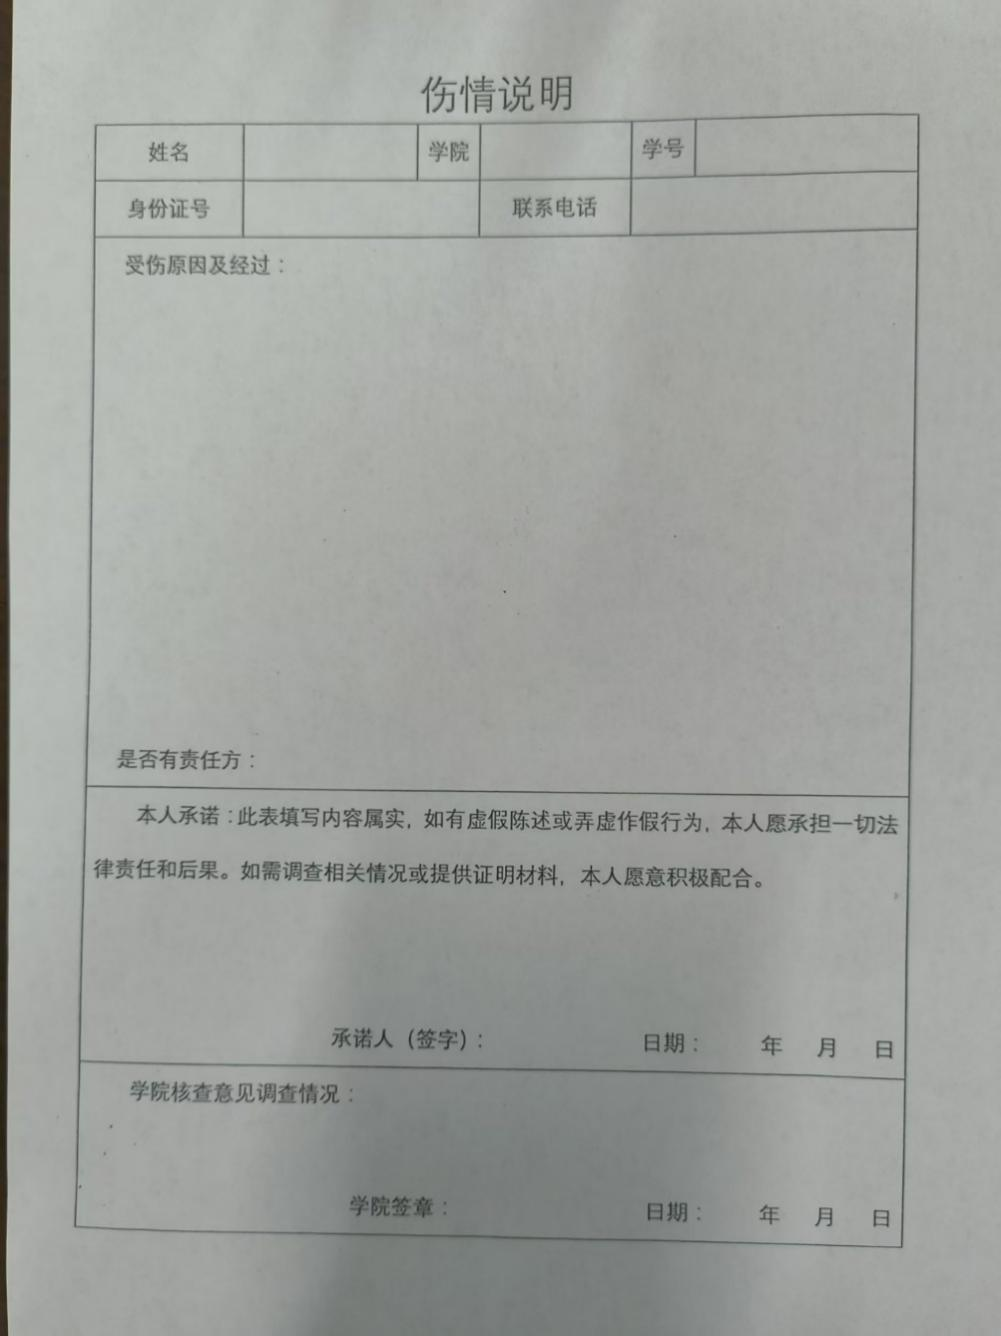 伤情说明
姓名 学院 学号
身份证号 联系电话
受伤原因及经过：
是否有责任方：
本人承诺：此表填写内容属实，如有虚假陈述或弄虚作假行为，本人愿承担一切法
律责任和后果。如需调查相关情况或提供证明材料，本人愿意积极配合。
承诺人（签字）： 日期： 年 月 日
学院核查意见调查情况：
学院签章： 日期： 年 月 日